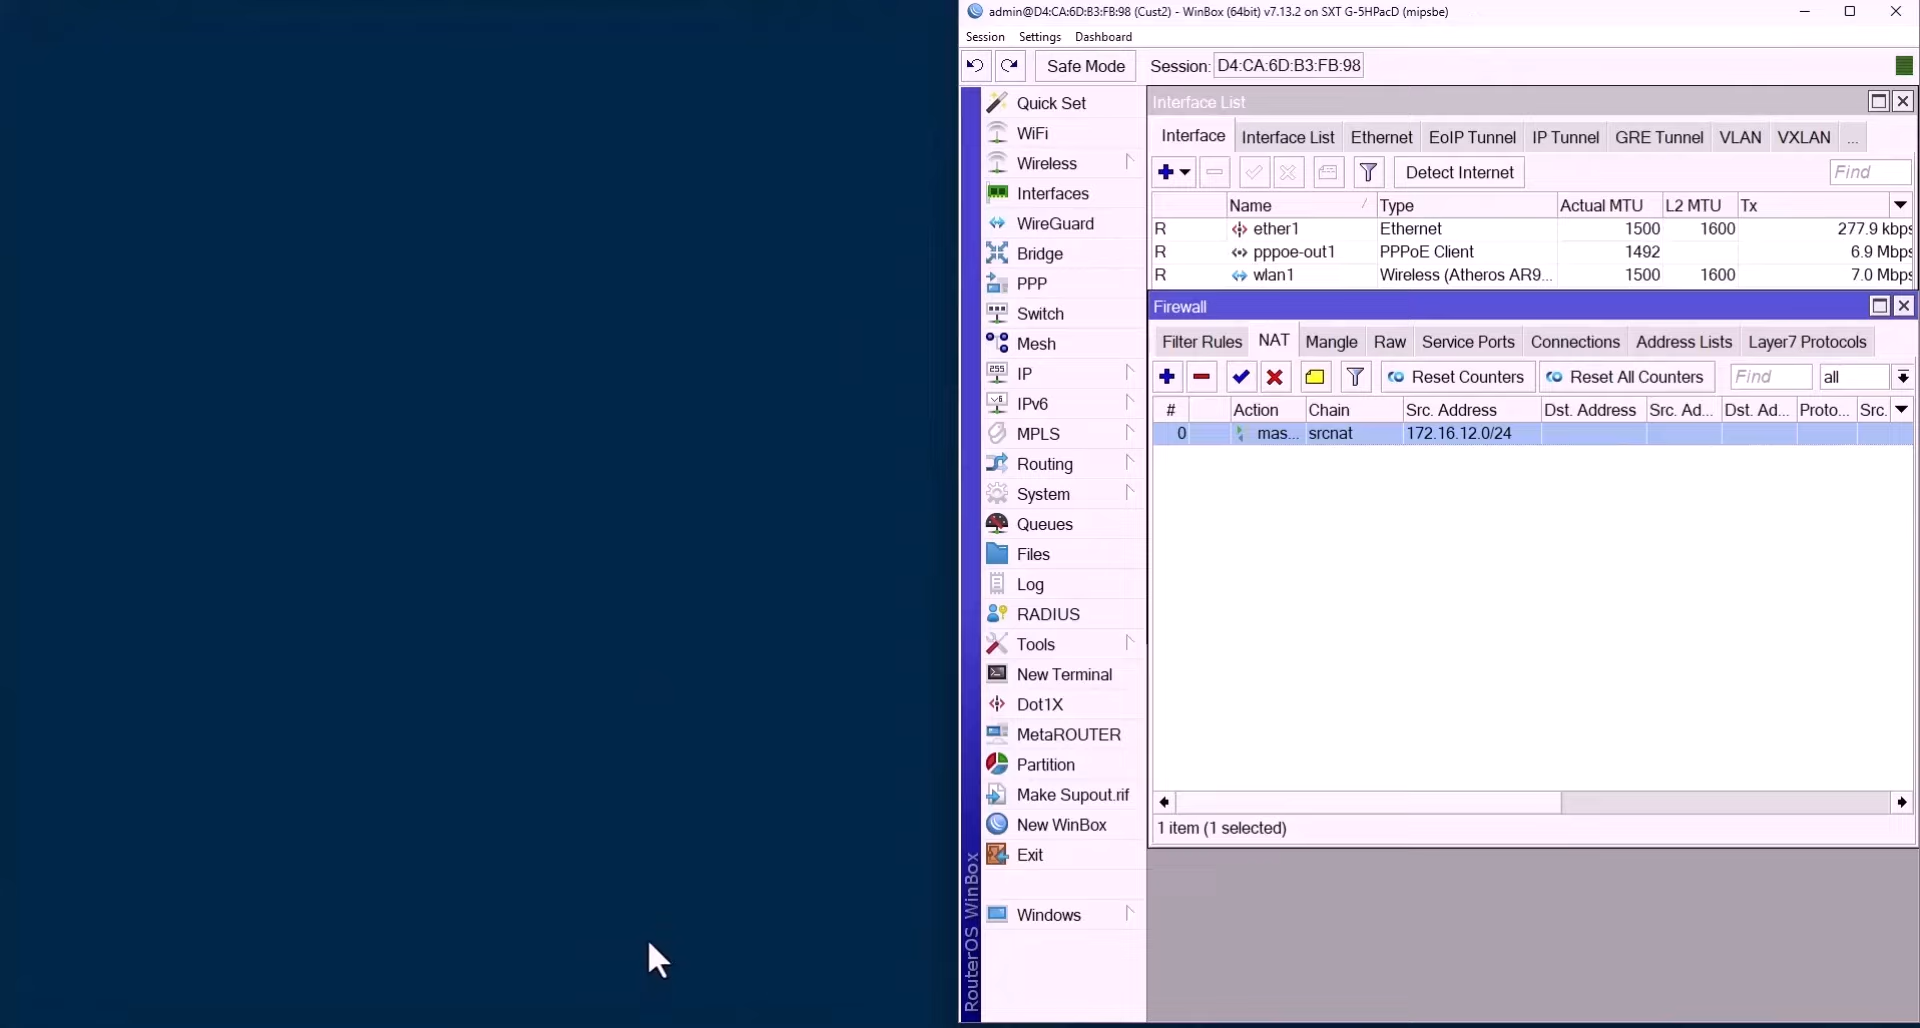 admin@D4:CA:6D:B3:FB:98 (Cust2) - WinBox (64bit) v7.13.2 on SXT G-5HPacD (mipsbe)
Session Settings Dashboard
Safe Mode Session: D4:CA:6D:B3:FB:98
Quick Set
WiFi
Wireless
Interfaces
WireGuard
Bridge
PPP
Switch
Mesh
IP
IPv6
MPLS
Routing
System
Queues
Files
Log
RADIUS
Tools
New Terminal
Dot1X
MetaROUTER
Partition
Make Supout.rif
New WinBox
Exit
Windows
RouterOS WinBox
Interface List
Interface Interface List Ethernet EoIP Tunnel IP Tunnel GRE Tunnel VLAN VXLAN ...
Detect Internet Find
Name Type Actual MTU L2 MTU Tx
R ether1 Ethernet 1500 1600 277.9 kbps
R pppoe-out1 PPPoE Client 1492 6.9 Mbps
R wlan1 Wireless (Atheros AR9... 1500 1600 7.0 Mbps
Firewall
Filter Rules NAT Mangle Raw Service Ports Connections Address Lists Layer7 Protocols
Reset Counters Reset All Counters Find all
# Action Chain Src. Address Dst. Address Src. Ad... Dst. Ad... Proto... Src.
0 mas... srcnat 172.16.12.0/24
1 item (1 selected)